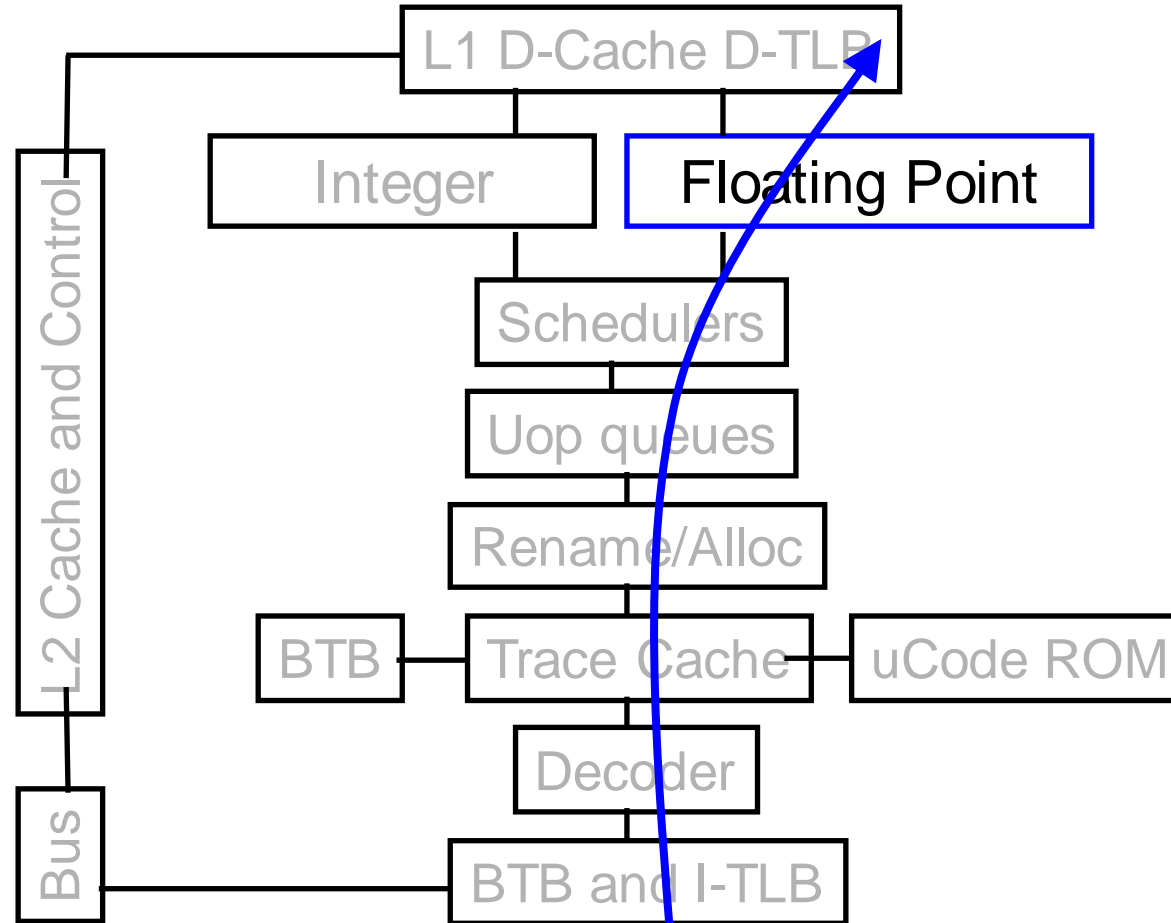 L1 D-Cache D-TLB
Integer
Floating Point
L2 Cache and Control
Schedulers
Uop queues
Rename/Alloc
BTB
Trace Cache
uCode ROM
Decoder
Bus
BTB and I-TLB